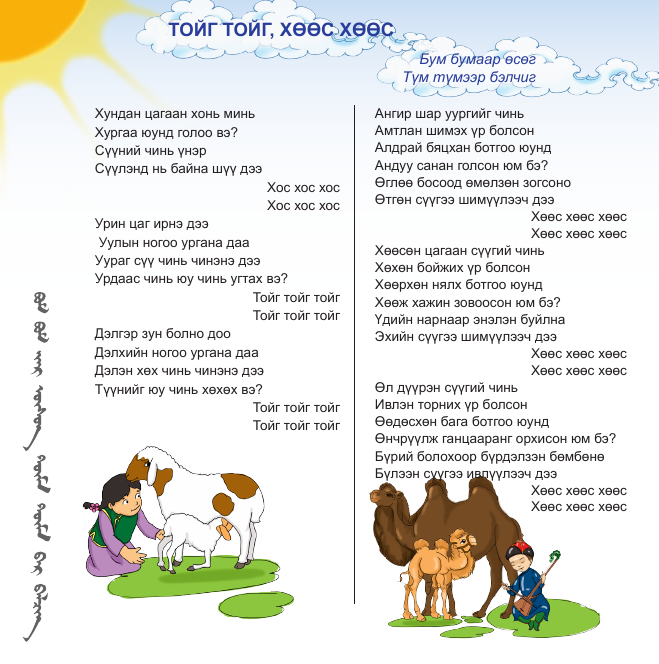 ТОЙГ ТОЙГ, ХӨӨС ХӨӨС
Бум бумаар өсөг
Түм түмээр бэлчиг
Хундан цагаан хонь минь
Хургаа юунд голоо вэ?
Сүүний чинь үнэр
Сүүлэнд нь байна шүү дээ
Хос хос хос
Хос хос хос
Урин цаг ирнэ дээ
Уулын ногоо ургана даа
Уураг сүү чинь чинэнэ дээ
Урдаас чинь юу чинь угтах вэ?
Тойг тойг тойг
Тойг тойг тойг
Дэлгэр зун болно доо
Дэлхийн ногоо ургана даа
Дэлэн хөх чинь чинэнэ дээ
Түүнийг юу чинь хөхөх вэ?
Тойг тойг тойг
Тойг тойг тойг
Ангир шар уургийг чинь
Амтлан шимэх үр болсон
Алдрай бяцхан ботгоо юунд
Андуу санан голсон юм бэ?
Өглөө босоод өмөлзөн зогсоно
Өтгөн сүүгээ шимүүлээч дээ
Хөөс хөөс хөөс
Хөөс хөөс хөөс
Хөөсөн цагаан сүүгий чинь
Хөхөн бойжих үр болсон
Хөөрхөн нялх ботгоо юунд
Хөөж хажин зовоосон юм бэ?
Үдийн нарнаар энэлэн буйлна
Эхийн сүүгээ шимүүлээч дээ
Хөөс хөөс хөөс
Хөөс хөөс хөөс
Өл дүүрэн сүүгий чинь
Ивлэн торних үр болсон
Өөдөсхөн бага ботгоо юунд
Өнчрүүлж ганцааранг орхисон юм бэ?
Бүрий болохоор бүрдэлзэн бөмбөнө
Бүлээн сүүгээ ивлүүлээч дээ
Хөөс хөөс хөөс
Хөөс хөөс хөөс